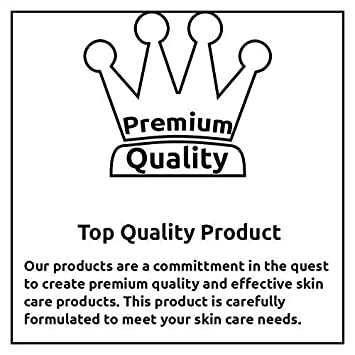 Premium
Quality
Top Quality Product
Our products are a committment in the quest
to create premium quality and effective skin
care products. This product is carefully
formulated to meet your skin care needs.